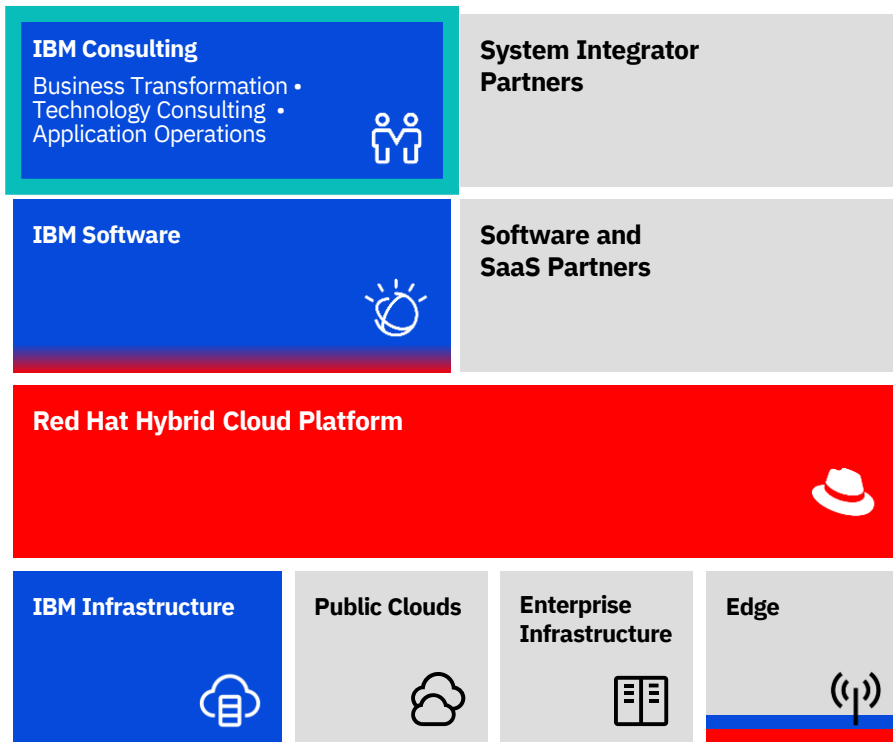 IBM Consulting
Business Transformation •
Technology Consulting •
Application Operations
System Integrator
Partners
IBM Software
Software and
SaaS Partners
Red Hat Hybrid Cloud Platform
IBM Infrastructure
Public Clouds
Enterprise
Infrastructure
Edge